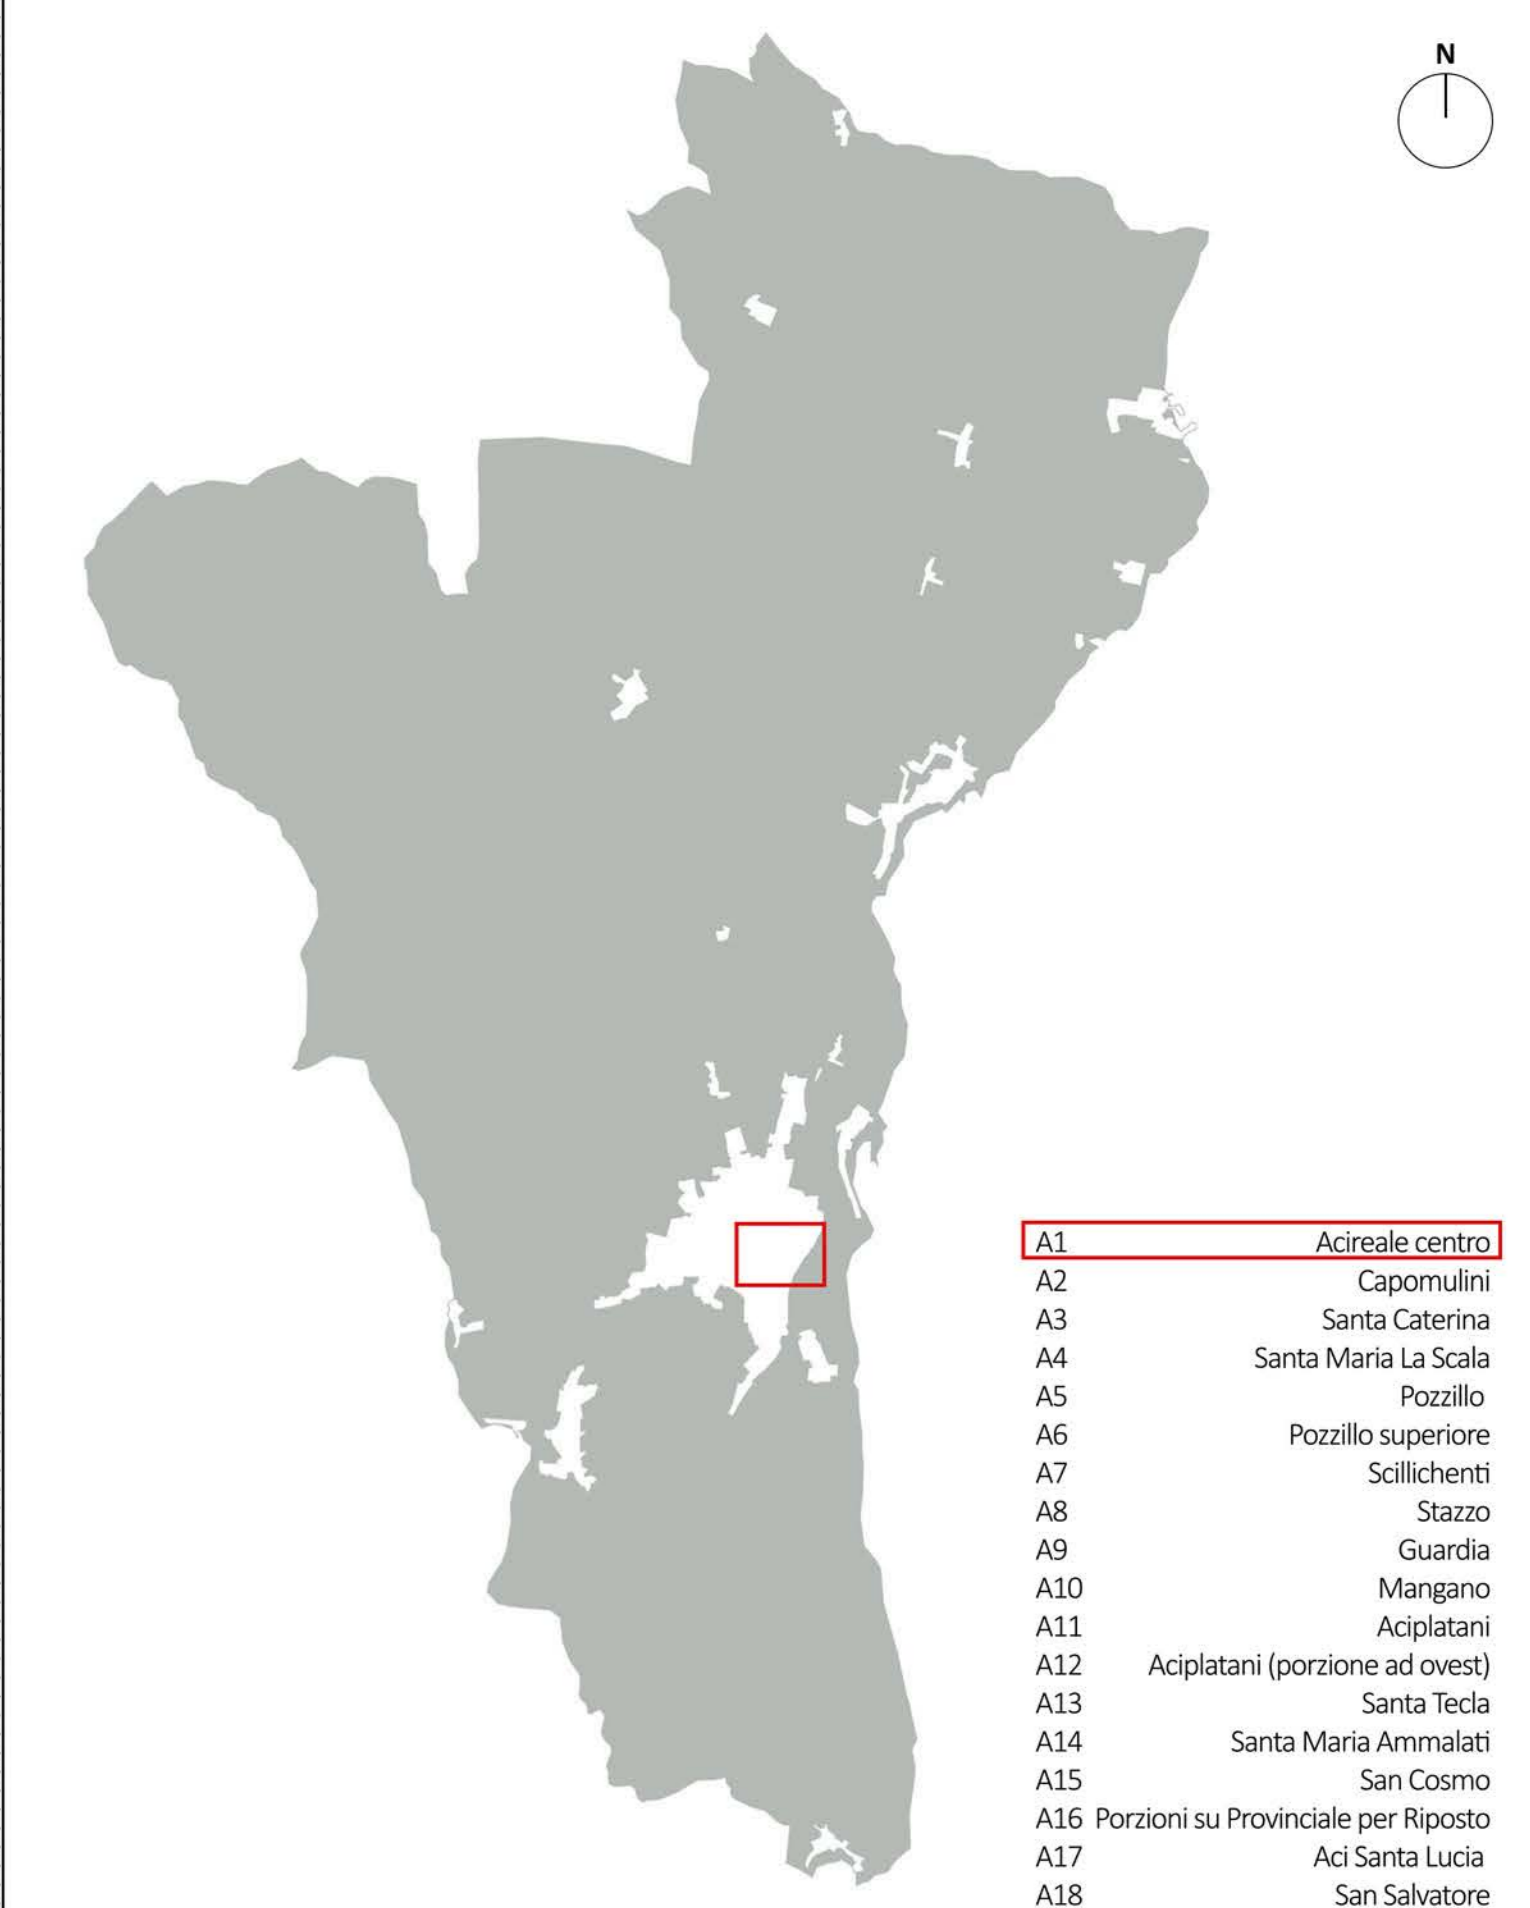 N
A1 Acireale centro
A2 Capomulini
A3 Santa Caterina
A4 Santa Maria La Scala
A5 Pozzillo
A6 Pozzillo superiore
A7 Scillichenti
A8 Stazzo
A9 Guardia
A10 Mangano
A11 Aciplatani
A12 Aciplatani (porzione ad ovest)
A13 Santa Tecla
A14 Santa Maria Ammalati
A15 San Cosmo
A16 Porzioni su Provinciale per Riposto
A17 Aci Santa Lucia
A18 San Salvatore